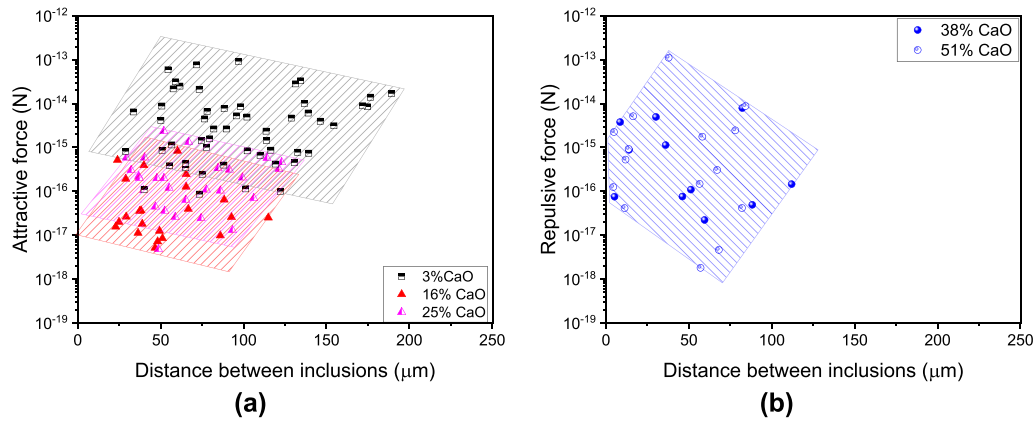 (a)
10⁻¹²
10⁻¹³
10⁻¹⁴
10⁻¹⁵
10⁻¹⁶
10⁻¹⁷
10⁻¹⁸
10⁻¹⁹
Attractive force (N)
3%CaO
16% CaO
25% CaO
0 50 100 150 200 250
Distance between inclusions (μm)
(a)
(b)
10⁻¹²
10⁻¹³
10⁻¹⁴
10⁻¹⁵
10⁻¹⁶
10⁻¹⁷
10⁻¹⁸
10⁻¹⁹
Repulsive force (N)
38% CaO
51% CaO
0 50 100 150 200 250
Distance between inclusions (μm)
(b)